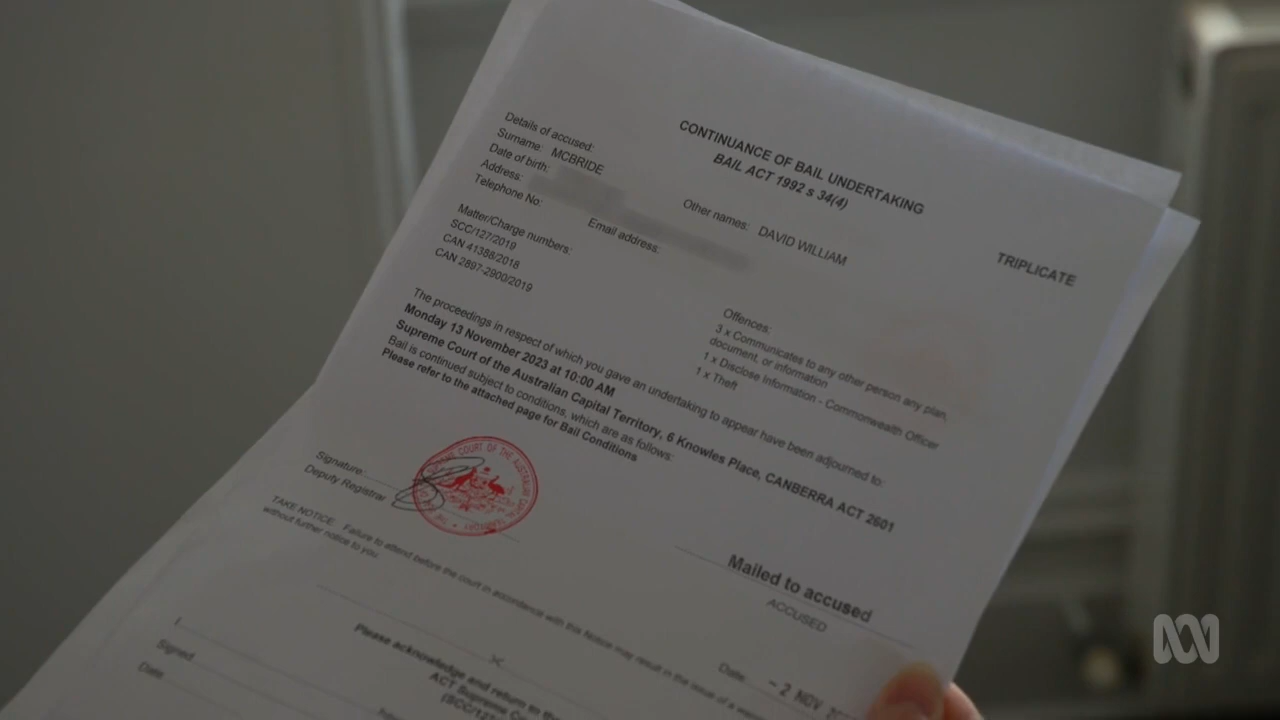 CONTINUANCE OF BAIL UNDERTAKING
BAIL ACT 1992 s 34(4)
TRIPLICATE
Details of accused:
Surname: MCBRIDE
Other names: DAVID WILLIAM
Date of birth:
Address:
Telephone No:
Email address:
Matter/Charge numbers:
SCC/127/2019
CAN 41388/2018
CAN 2897-2900/2019
Offences:
3 x Communicates to any other person any plan,
document, or information
1 x Disclose Information - Commonwealth Officer
1 x Theft
The proceedings in respect of which you gave an undertaking to appear have been adjourned to:
Monday 13 November 2023 at 10:00 AM
Supreme Court of the Australian Capital Territory, 6 Knowles Place, CANBERRA ACT 2601
Bail is continued subject to conditions, which are as follows:
Please refer to the attached page for Bail Conditions
Signature:
Deputy Registrar
COURT OF THE AUSTRALIAN
Mailed to accused
ACCUSED
TAKE NOTICE. Failure to attend before the court in accordance with this Notice may result in the issue of a
without further notice to you.
Date - 2 NOV
Please acknowledge and return to the
ACT Supreme
I,
Signed
Date